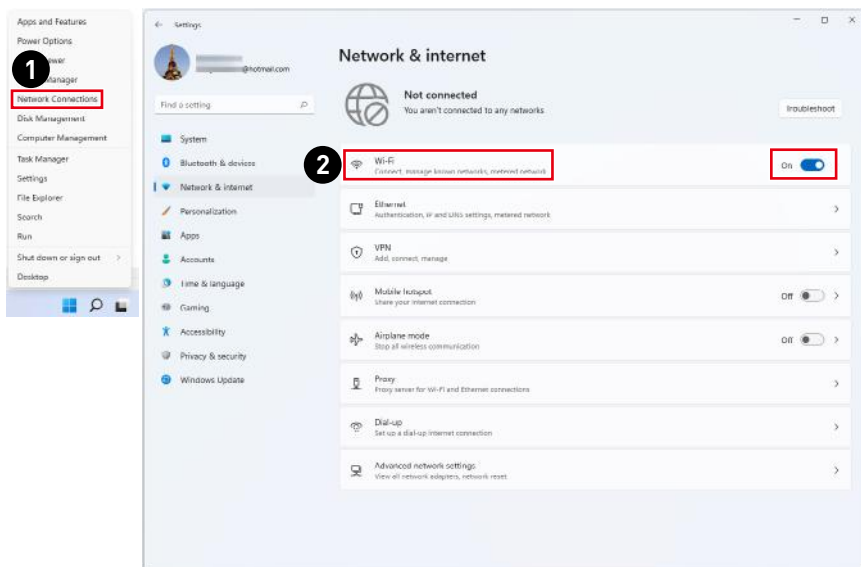 Apps and Features
Power Options
ewer
1
Manager
Network Connections
Disk Management
Computer Management
Task Manager
Settings
File Explorer
Search
Run
Shut down or sign out
Desktop
Settings
@hotmail.com
Find a setting
System
Bluetooth & devices
Network & internet
Personalization
Apps
Accounts
Time & language
Gaming
Accessibility
Privacy & security
Windows Update
Network & internet
Not connected
You aren't connected to any networks
Troubleshoot
2
Wi-Fi
Connect, manage known networks, metered network
On
Ethernet
Authentication, IP and DNS settings, metered network
VPN
Add, connect, manage
Mobile hotspot
Share your internet connection
Off
Airplane mode
Stop all wireless communication
Off
Proxy
Proxy server for Wi-Fi and Ethernet connections
Dial-up
Set up a dial-up internet connection
Advanced network settings
View all network adapters, network reset